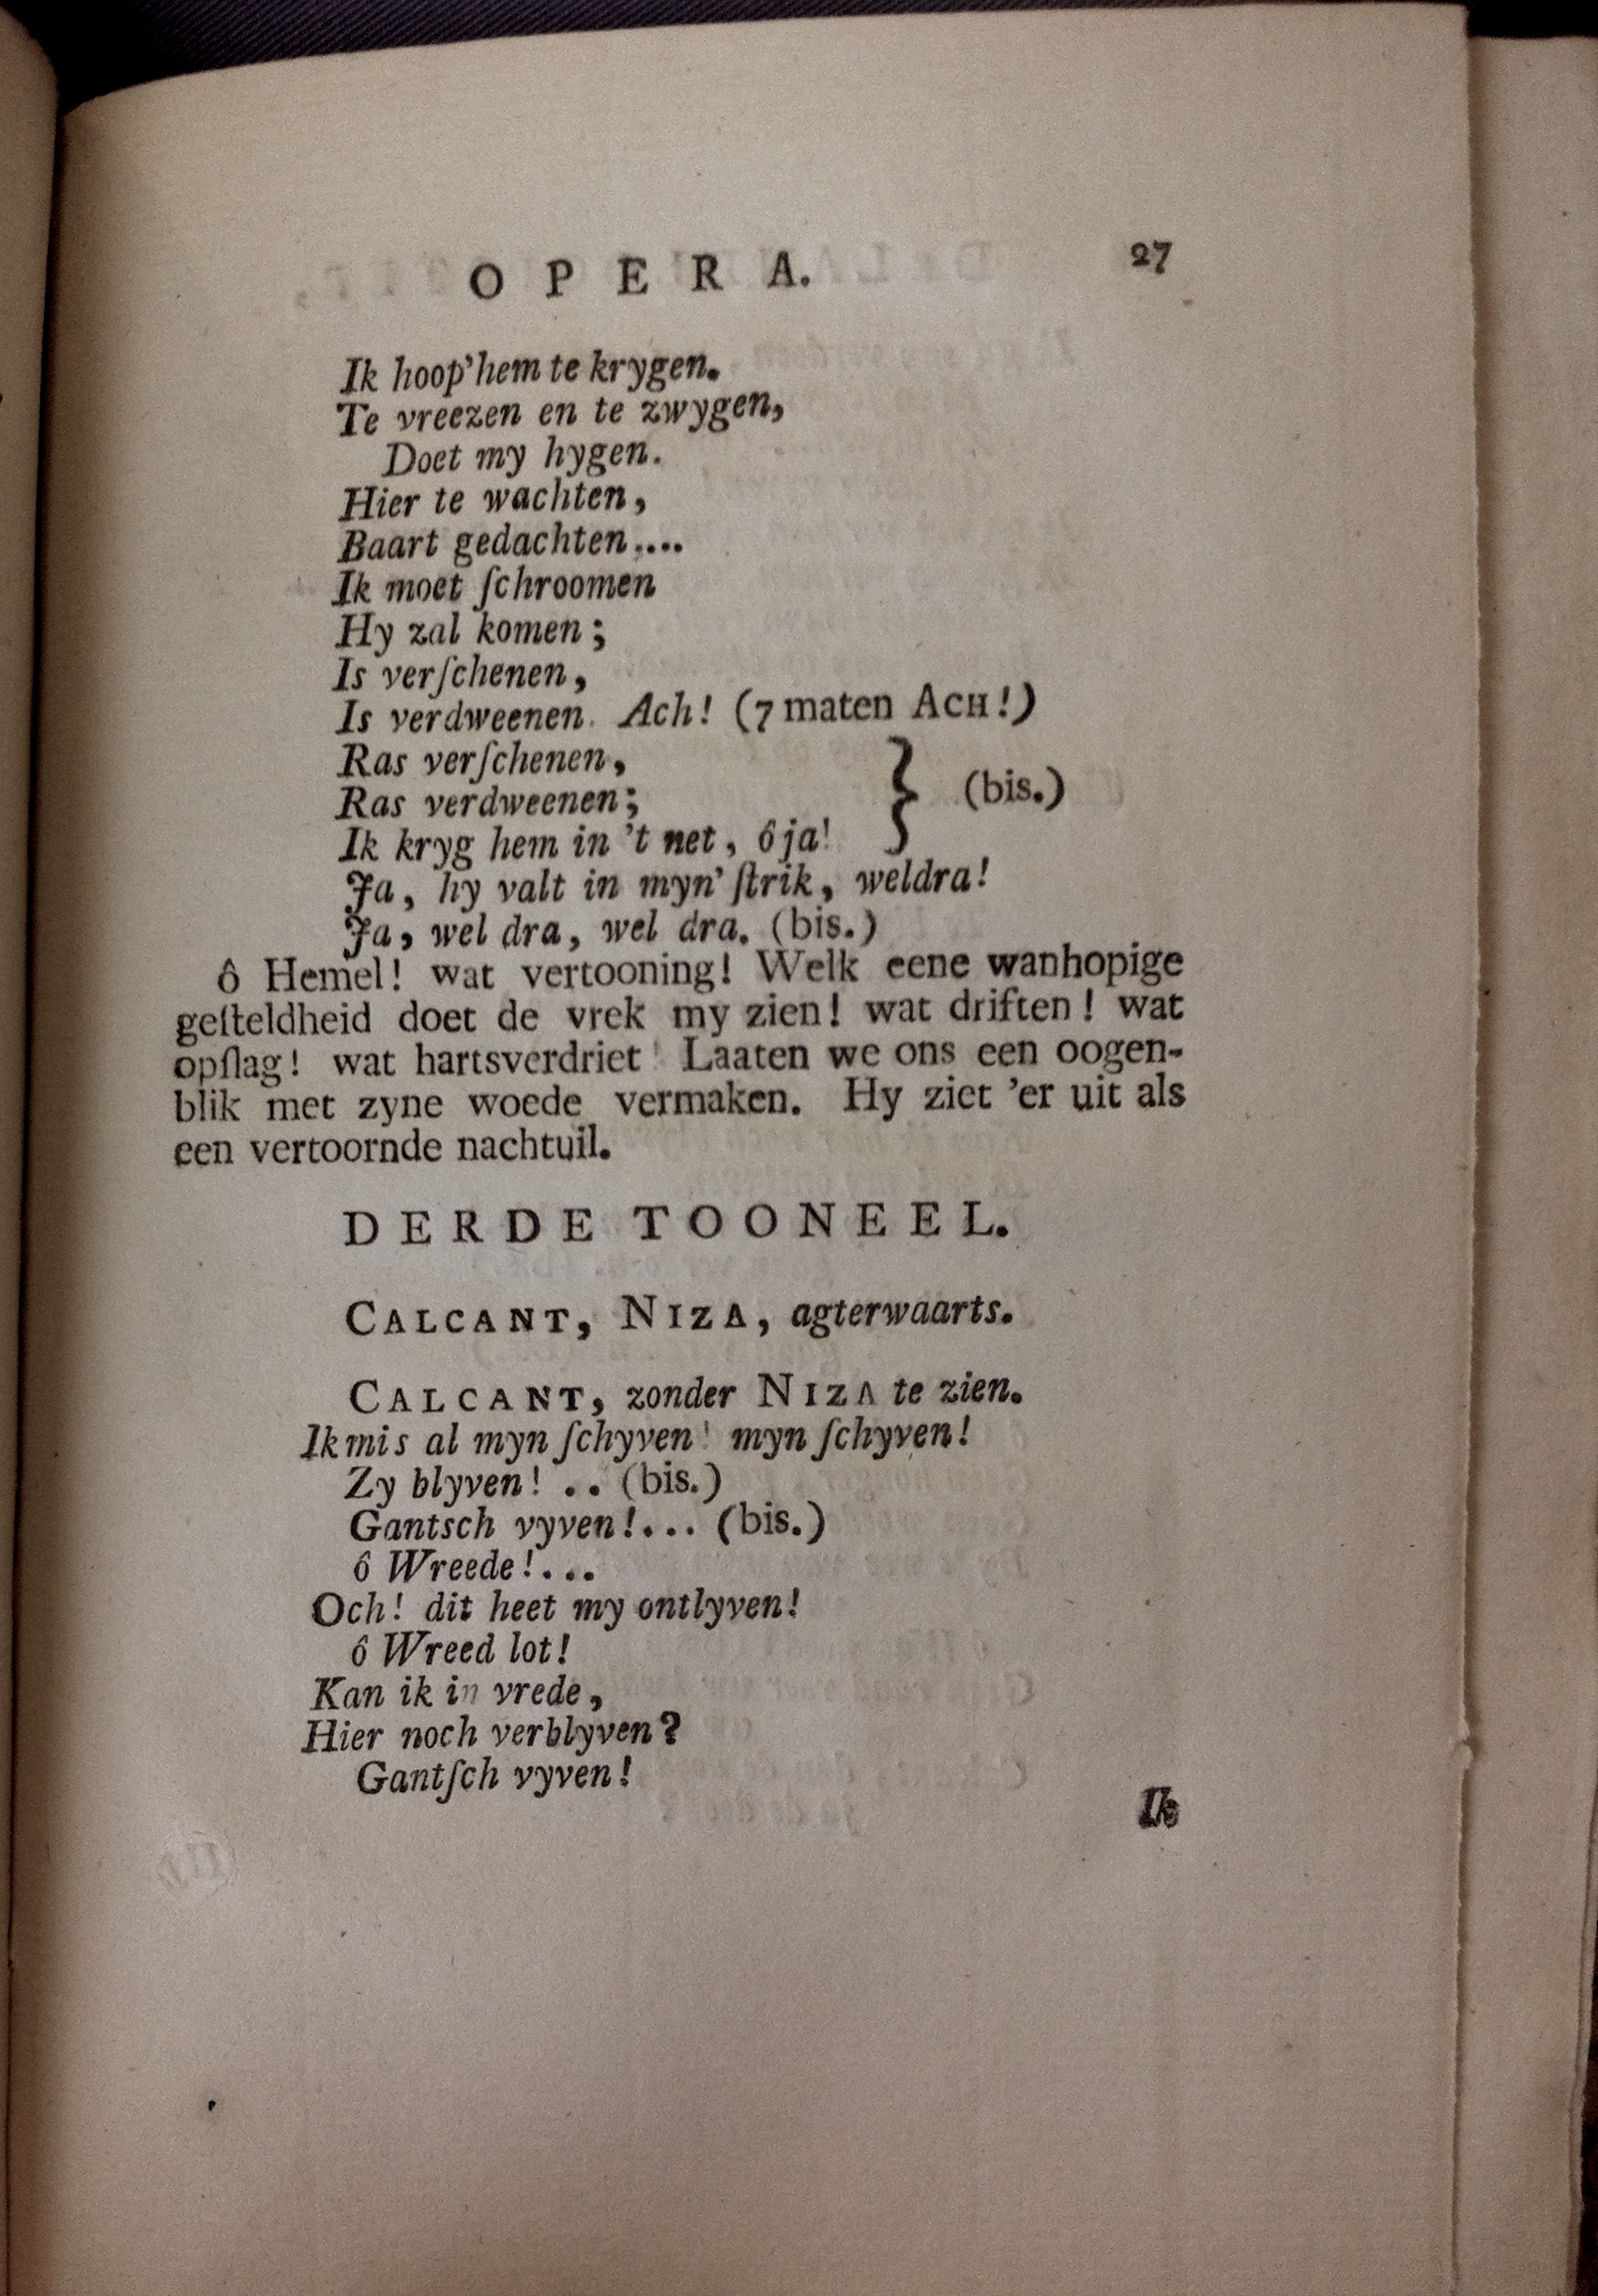 OPERA. 27
Ik hoop'hem te krygen.
Te vreezen en te zwygen,
Doet my hygen.
Hier te wachten,
Baart gedachten....
Ik moet ſchroomen
Hy zal komen;
Is verſchenen,
Is verdweenen. Ach! (7 maten ACH!)
Ras verſchenen,
Ras verdweenen; } (bis.)
Ik kryg hem in 't net, ô ja!
Ja, hy valt in myn' ſtrik, weldra!
Ja, wel dra, wel dra. (bis.)
ô Hemel! wat vertooning! Welk eene wanhopige
geſteldheid doet de vrek my zien! wat driften! wat
opſlag! wat hartsverdriet! Laaten we ons een oogen-
blik met zyne woede vermaken. Hy ziet 'er uit als
een vertoornde nachtuil.
DERDE TOONEEL.
CALCANT, NIZA, agterwaarts.
CALCANT, zonder NIZA te zien.
Ik mis al myn ſchyven! myn ſchyven!
Zy blyven! .. (bis.)
Gantsch vyven!... (bis.)
ô Wreede!...
Och! dit heet my ontlyven!
ô Wreed lot!
Kan ik in vrede,
Hier noch verblyven?
Gantſch vyven!
Ik